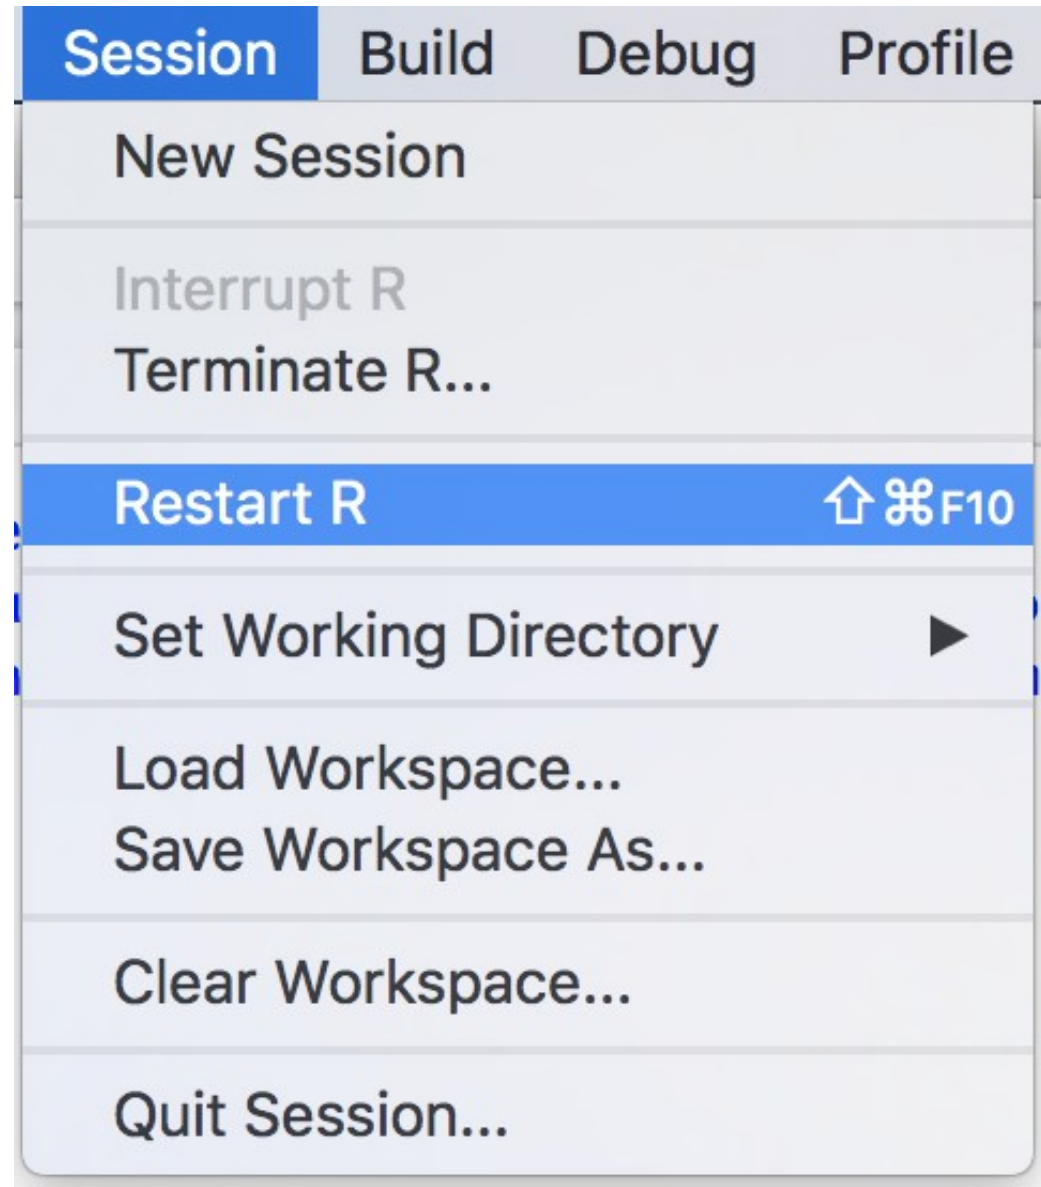 Session Build Debug Profile
New Session
Interrupt R
Terminate R...
Restart R ⇧⌘F10
Set Working Directory ▶
Load Workspace...
Save Workspace As...
Clear Workspace...
Quit Session...